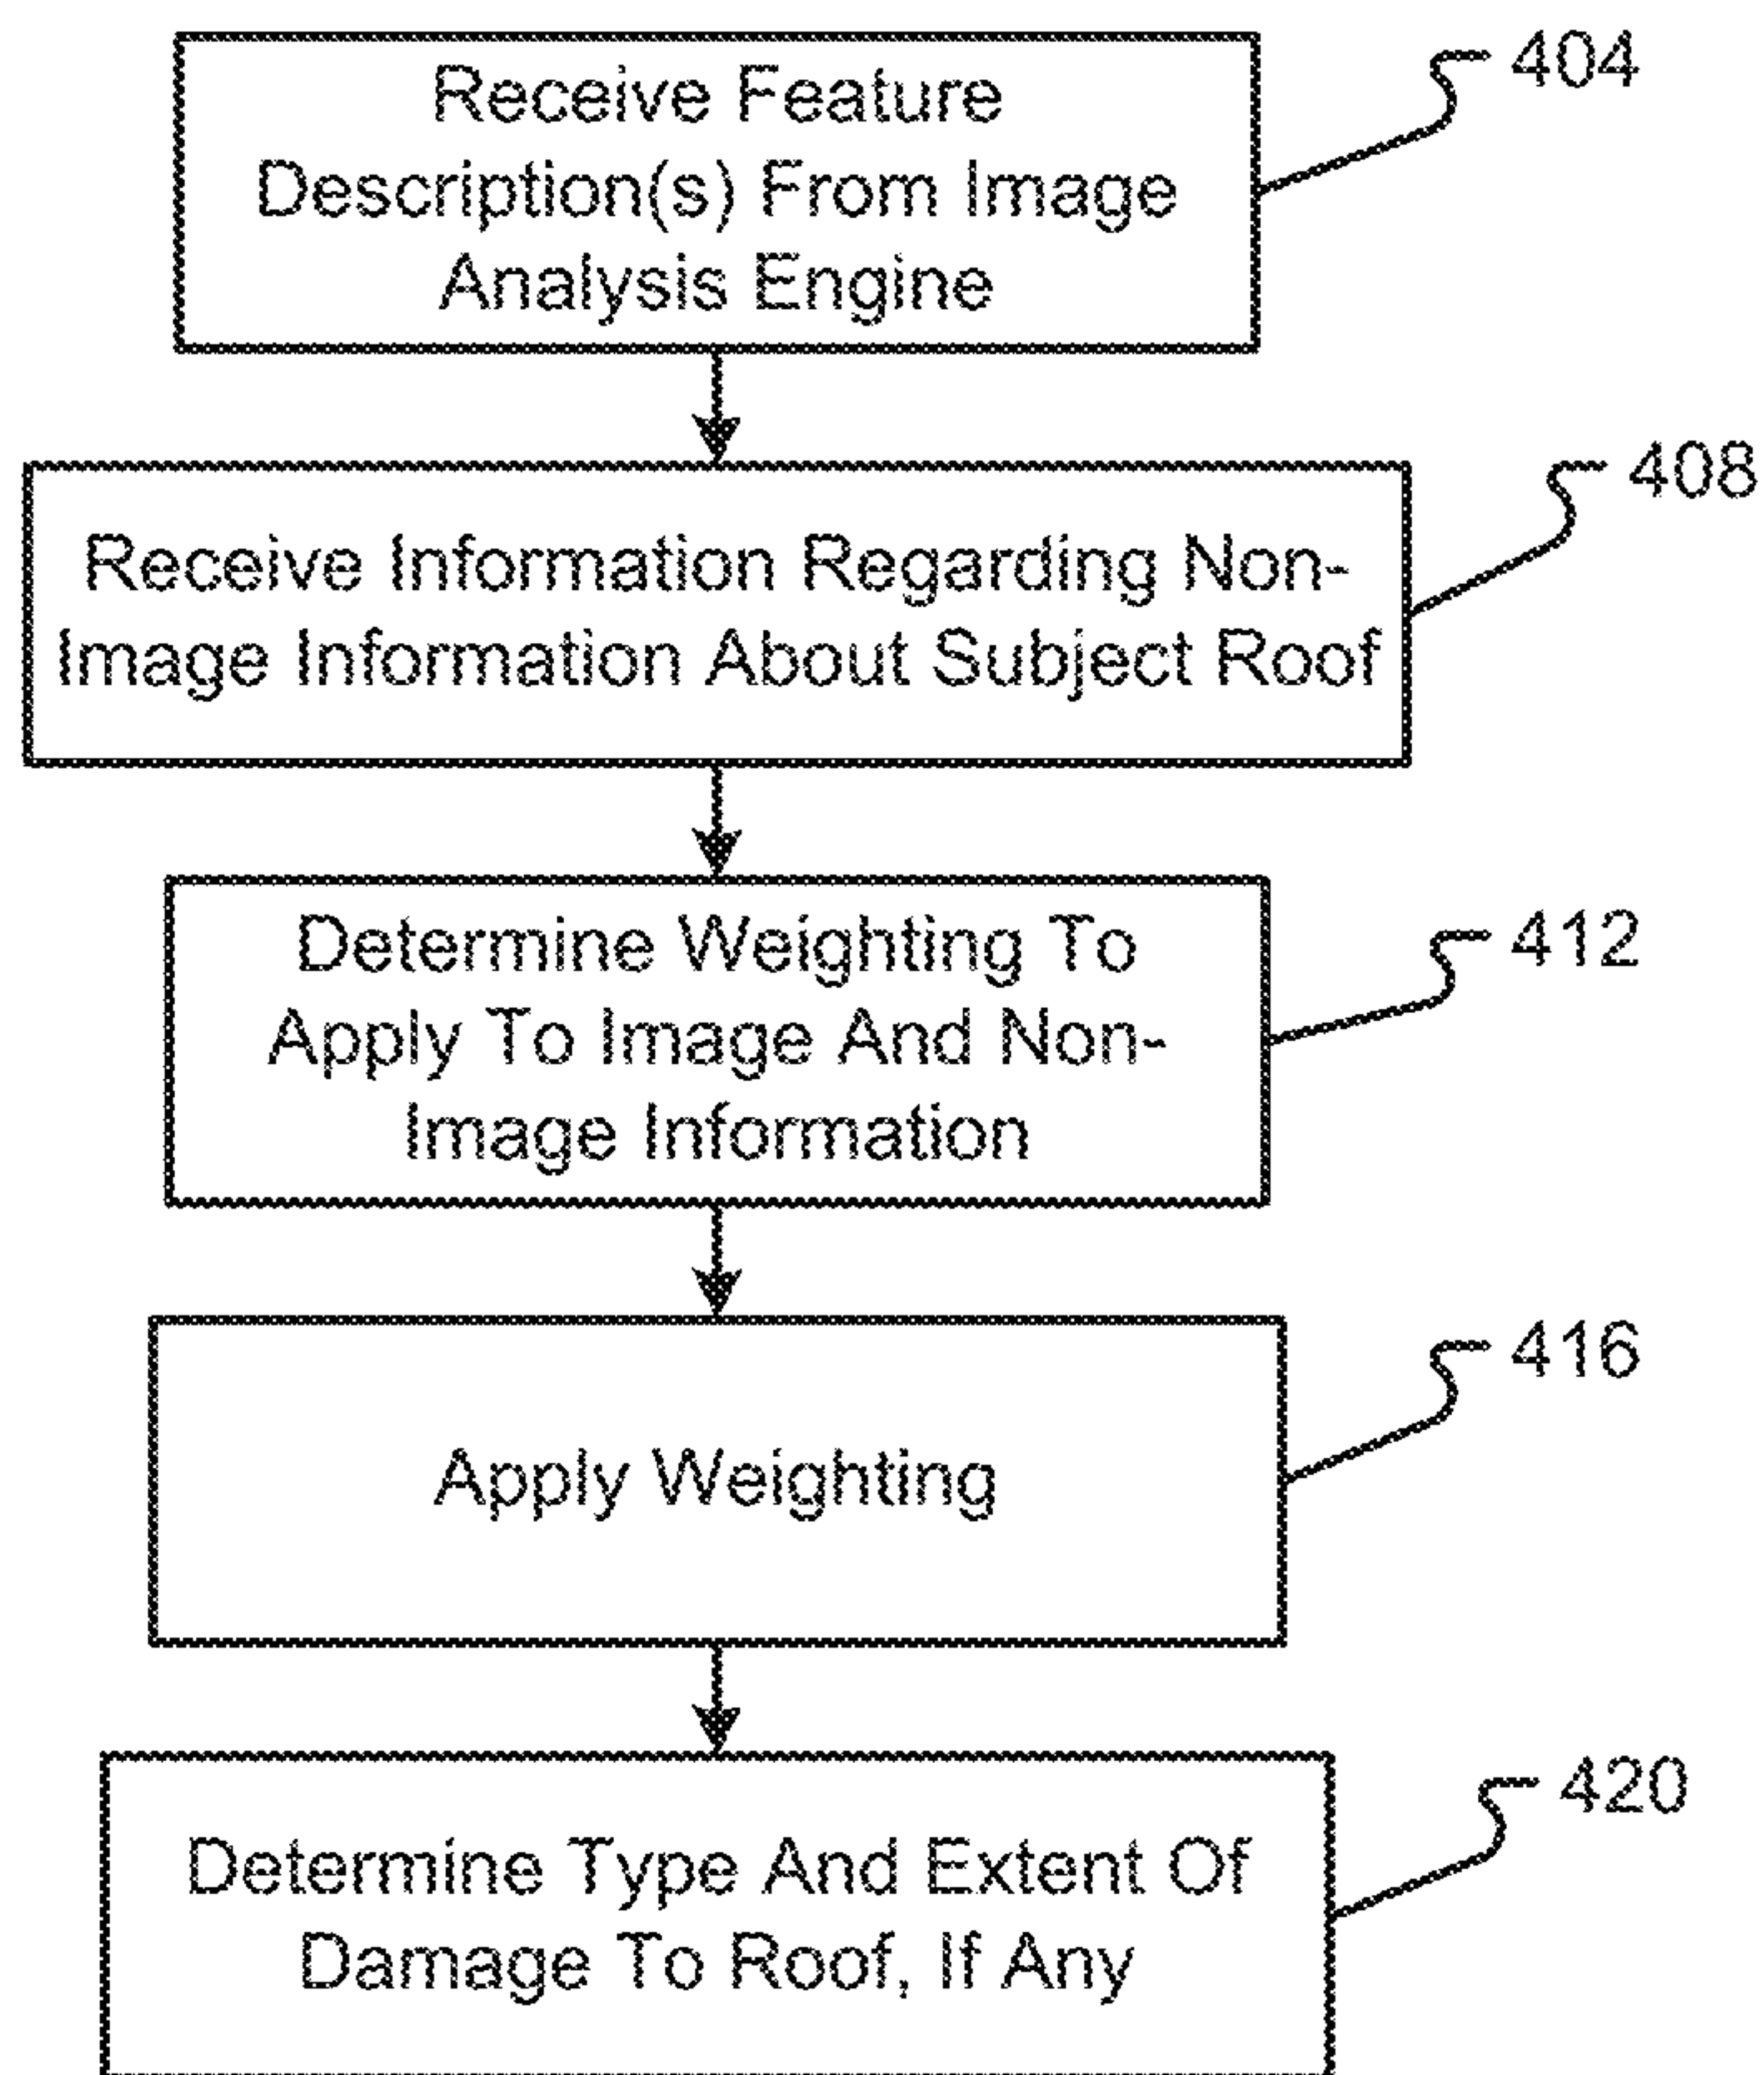 Receive Feature
Description(s) From Image
Analysis Engine
404
Receive Information Regarding Non-
Image Information About Subject Roof
408
Determine Weighting To
Apply To Image And Non-
Image Information
412
Apply Weighting
416
Determine Type And Extent Of
Damage To Roof, If Any
420